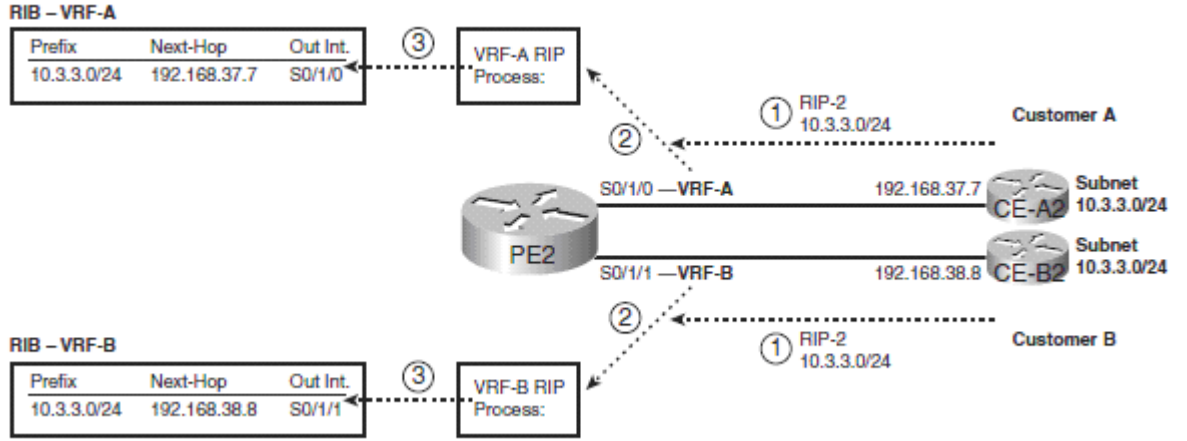 RIB – VRF-A
Prefix Next-Hop Out Int.
10.3.3.0/24 192.168.37.7 S0/1/0
3
VRF-A RIP
Process:
1 RIP-2
10.3.3.0/24
Customer A
2
S0/1/0 —VRF-A
192.168.37.7
CE-A2
Subnet
10.3.3.0/24
PE2
S0/1/1 —VRF-B
192.168.38.8
CE-B2
Subnet
10.3.3.0/24
2
1 RIP-2
10.3.3.0/24
Customer B
RIB – VRF-B
Prefix Next-Hop Out Int.
10.3.3.0/24 192.168.38.8 S0/1/1
3
VRF-B RIP
Process: